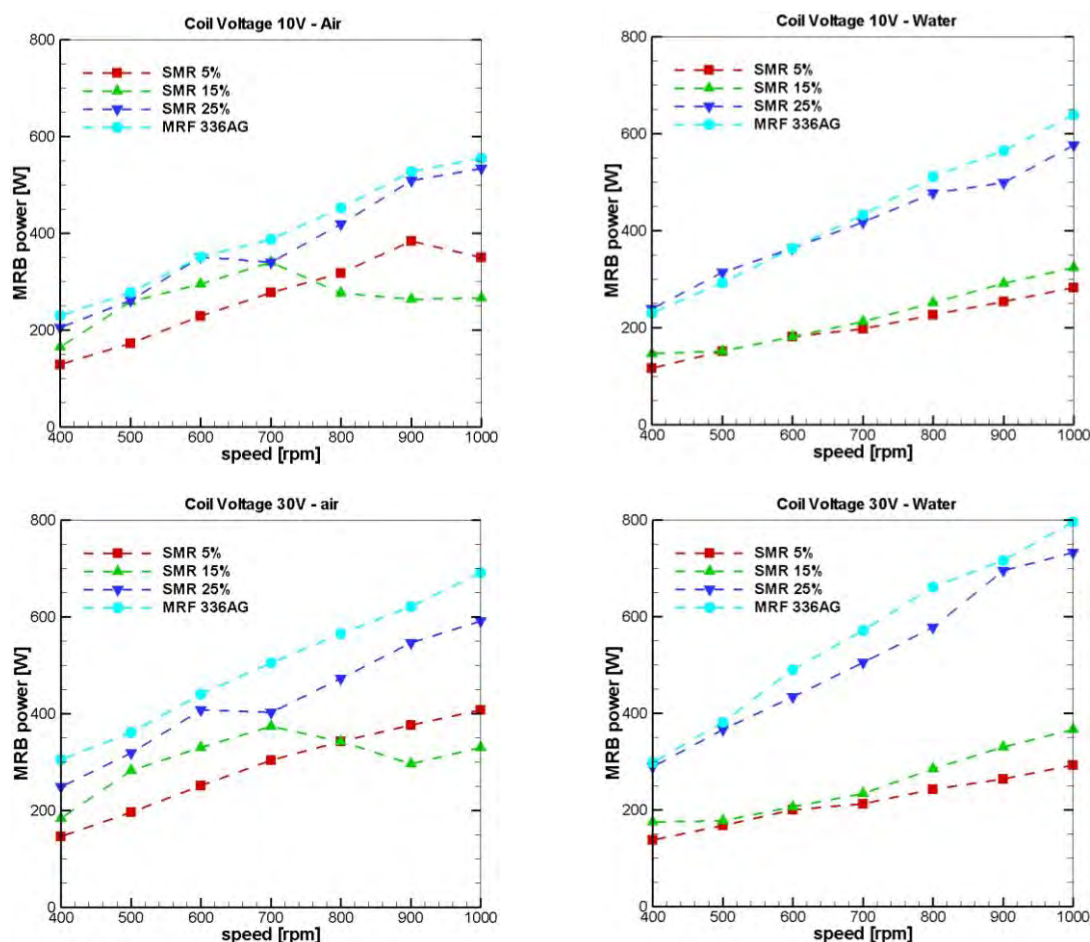 Coil Voltage 10V - Air
800
600
400
200
0
MRB power [W]
SMR 5%
SMR 15%
SMR 25%
MRF 336AG
400 500 600 700 800 900 1000
speed [rpm]
Coil Voltage 10V - Water
800
600
400
200
0
MRB power [W]
SMR 5%
SMR 15%
SMR 25%
MRF 336AG
400 500 600 700 800 900 1000
speed [rpm]
Coil Voltage 30V - air
800
600
400
200
0
MRB power [W]
SMR 5%
SMR 15%
SMR 25%
MRF 336AG
400 500 600 700 800 900 1000
speed [rpm]
Coil Voltage 30V - Water
800
600
400
200
0
MRB power [W]
SMR 5%
SMR 15%
SMR 25%
MRF 336AG
400 500 600 700 800 900 1000
speed [rpm]